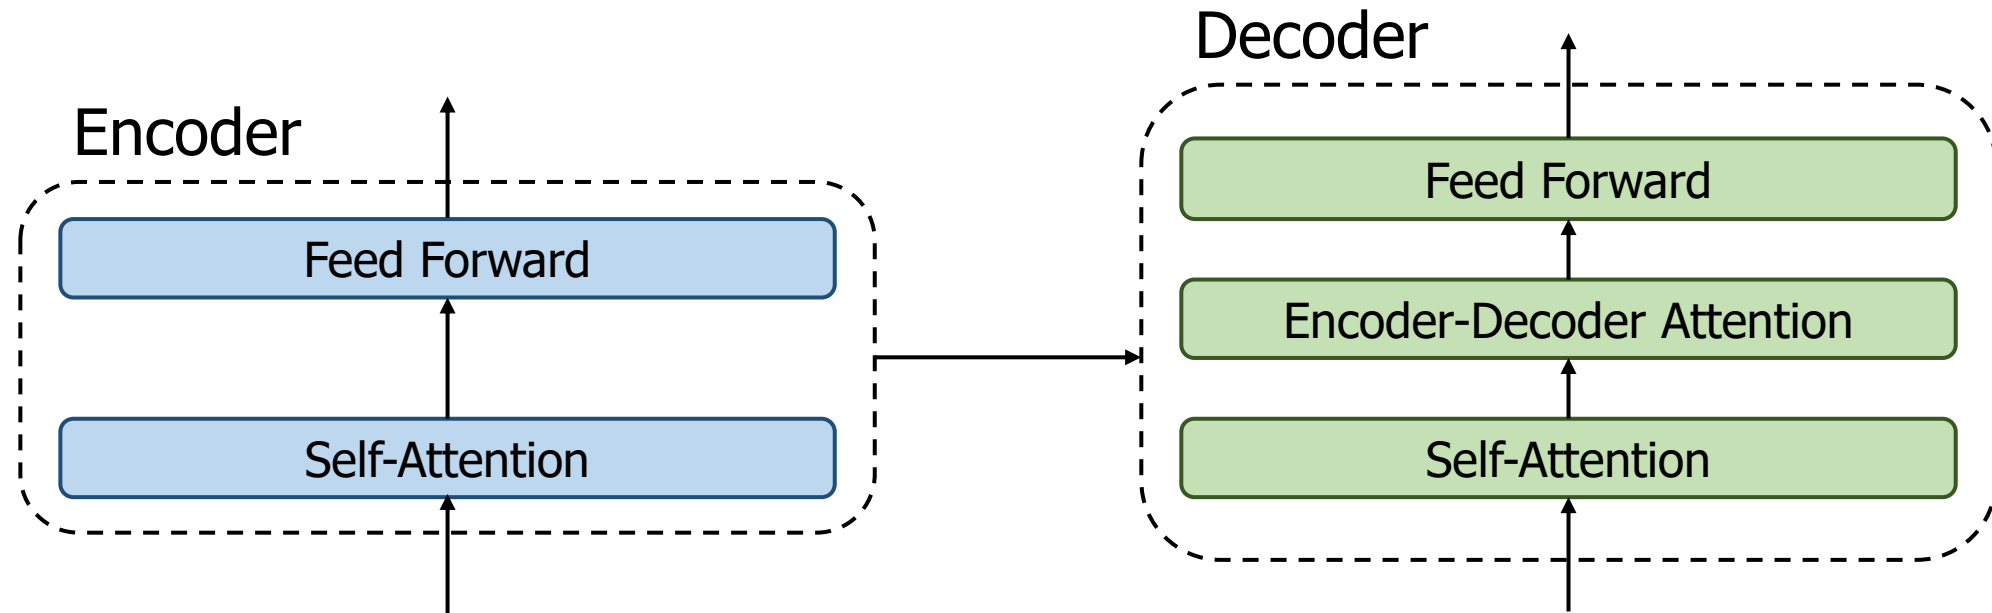 Encoder
Feed Forward
Self-Attention
Decoder
Feed Forward
Encoder-Decoder Attention
Self-Attention